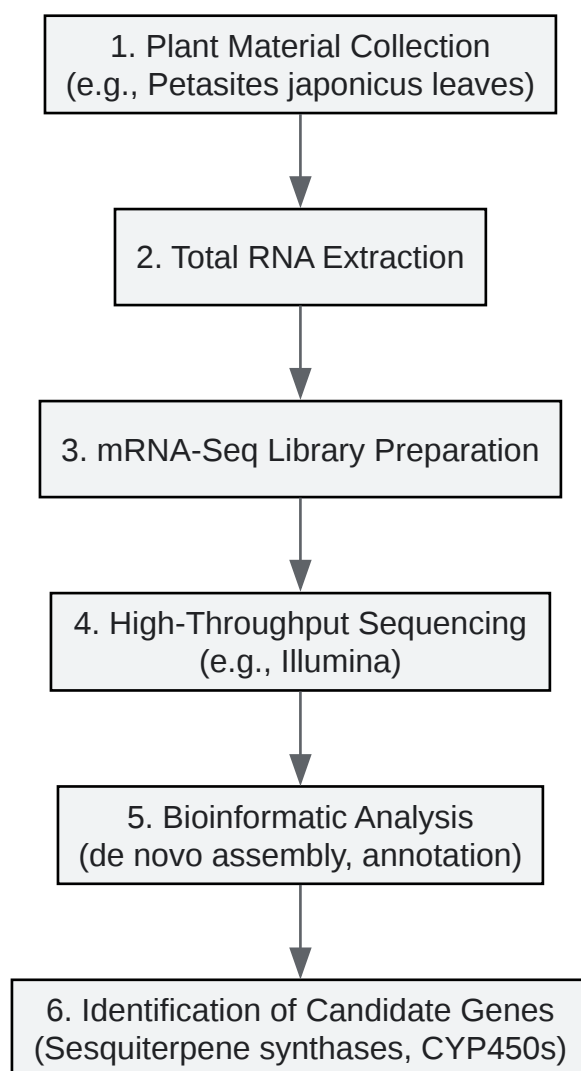 1. Plant Material Collection
(e.g., Petasites japonicus leaves)
2. Total RNA Extraction
3. mRNA-Seq Library Preparation
4. High-Throughput Sequencing
(e.g., Illumina)
5. Bioinformatic Analysis
(de novo assembly, annotation)
6. Identification of Candidate Genes
(Sesquiterpene synthases, CYP450s)